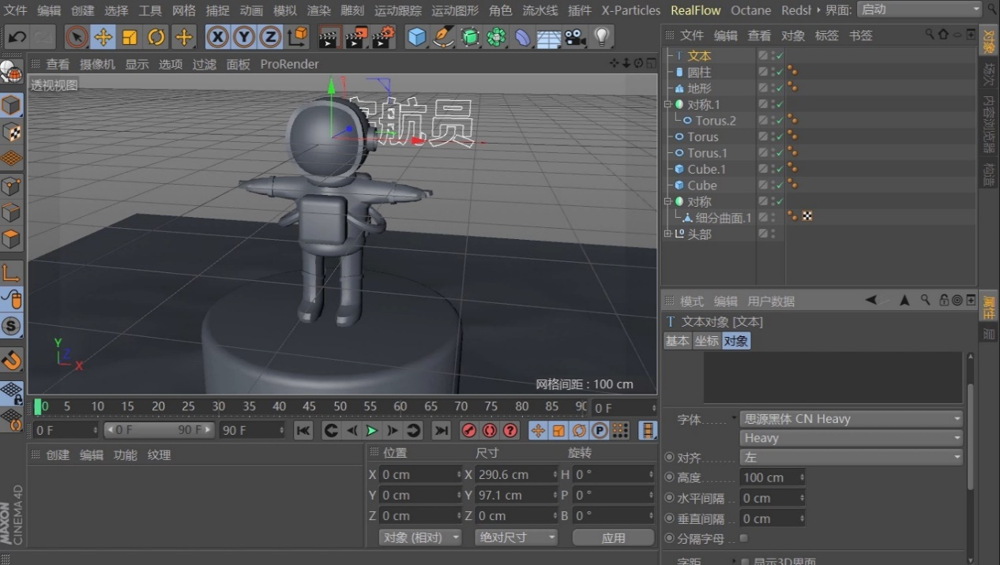 文件 编辑 创建 选择 工具 网格 捕捉 动画 模拟 渲染 雕刻 运动跟踪 运动图形 角色 流水线 插件 X-Particles RealFlow Octane Redsh 界面: 启动
X Y Z
文件 编辑 查看 对象 标签 书签
查看 摄像机 显示 选项 过滤 面板 ProRender
透视视图
航员
Y
Z
X
网格间距 : 100 cm
文本
圆柱
地形
对称.1
Torus.2
Torus
Torus.1
Cube.1
Cube
对称
细分曲面.1
头部
对象
场次
内容浏览器
构造
模式 编辑 用户数据
属性
层
文本对象 [文本]
基本 坐标 对象
字体
思源黑体 CN Heavy
Heavy
对齐 左
高度 100 cm
水平间隔 0 cm
垂直间隔 0 cm
分隔字母
字距 显示3D界面
0 5 10 15 20 25 30 35 40 45 50 55 60 65 70 75 80 85 90 0 F
0 F 0 F 90 F 90 F
P
S
创建 编辑 功能 纹理
位置 尺寸 旋转
X 0 cm X 290.6 cm H 0 °
Y 0 cm Y 97.1 cm P 0 °
Z 0 cm Z 0 cm B 0 °
对象 (相对) 绝对尺寸 应用
MAXON
CINEMA 4D